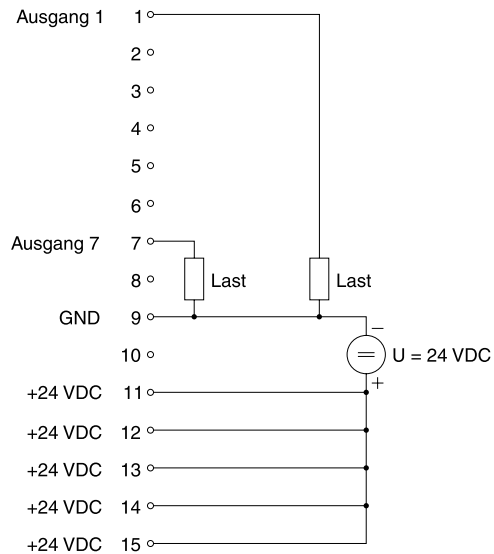 Ausgang 1 1
2
3
4
5
6
Ausgang 7 7
8 Last Last
GND 9
−
10 U = 24 VDC
+
+24 VDC 11
+24 VDC 12
+24 VDC 13
+24 VDC 14
+24 VDC 15